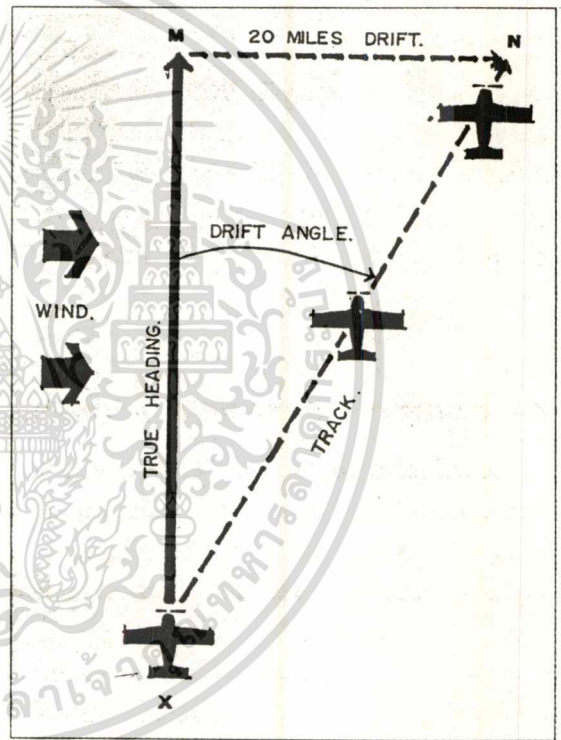 M
20 MILES DRIFT.
N
DRIFT ANGLE.
WIND.
TRUE HEADING.
TRACK.
X